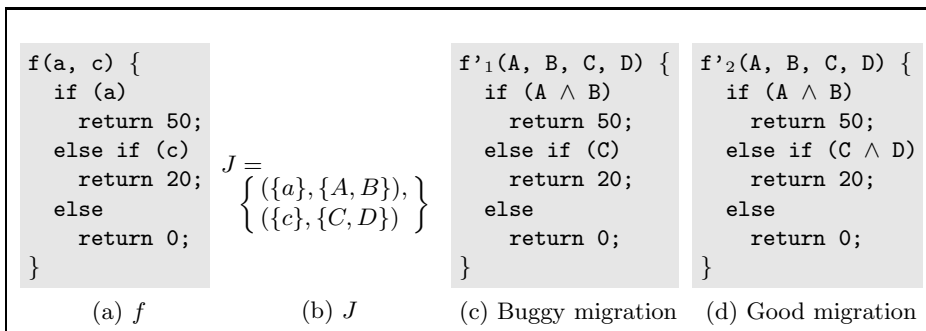 f(a, c) {
if (a)
return 50;
else if (c)
return 20;
else
return 0;
}
(a) f
J =
{ ({a}, {A, B}),
({c}, {C, D}) }
(b) J
f'₁(A, B, C, D) {
if (A ∧ B)
return 50;
else if (C)
return 20;
else
return 0;
}
(c) Buggy migration
f'₂(A, B, C, D) {
if (A ∧ B)
return 50;
else if (C ∧ D)
return 20;
else
return 0;
}
(d) Good migration